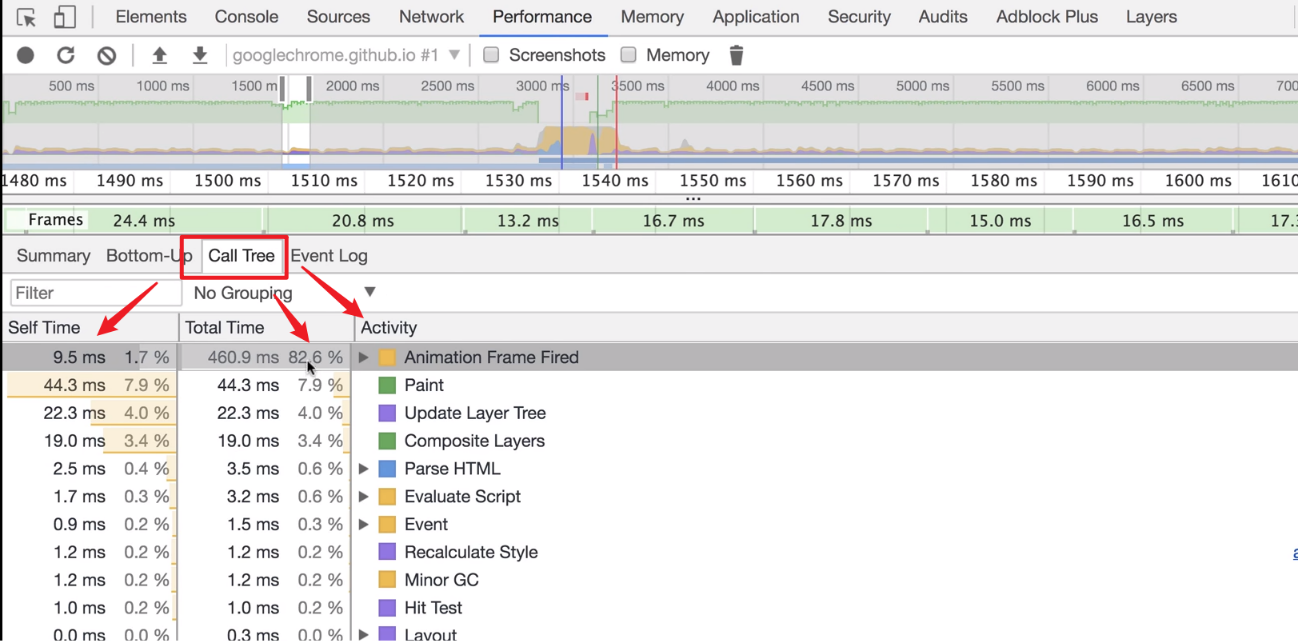 Elements Console Sources Network Performance Memory Application Security Audits Adblock Plus Layers
googlechrome.github.io #1 Screenshots Memory
500 ms 1000 ms 1500 m 2000 ms 2500 ms 3000 ms 3500 ms 4000 ms 4500 ms 5000 ms 5500 ms 6000 ms 6500 ms 700
1480 ms 1490 ms 1500 ms 1510 ms 1520 ms 1530 ms 1540 ms 1550 ms 1560 ms 1570 ms 1580 ms 1590 ms 1600 ms 1610
...
Frames 24.4 ms 20.8 ms 13.2 ms 16.7 ms 17.8 ms 15.0 ms 16.5 ms 17.
Summary Bottom-Up Call Tree Event Log
Filter No Grouping
Self Time Total Time Activity
9.5 ms 1.7 % 460.9 ms 82.6 % Animation Frame Fired
44.3 ms 7.9 % 44.3 ms 7.9 % Paint
22.3 ms 4.0 % 22.3 ms 4.0 % Update Layer Tree
19.0 ms 3.4 % 19.0 ms 3.4 % Composite Layers
2.5 ms 0.4 % 3.5 ms 0.6 % Parse HTML
1.7 ms 0.3 % 3.2 ms 0.6 % Evaluate Script
0.9 ms 0.2 % 1.5 ms 0.3 % Event
1.2 ms 0.2 % 1.2 ms 0.2 % Recalculate Style
1.2 ms 0.2 % 1.2 ms 0.2 % Minor GC
1.0 ms 0.2 % 1.0 ms 0.2 % Hit Test
0.0 ms 0.0 % 0.3 ms 0.0 % Layout